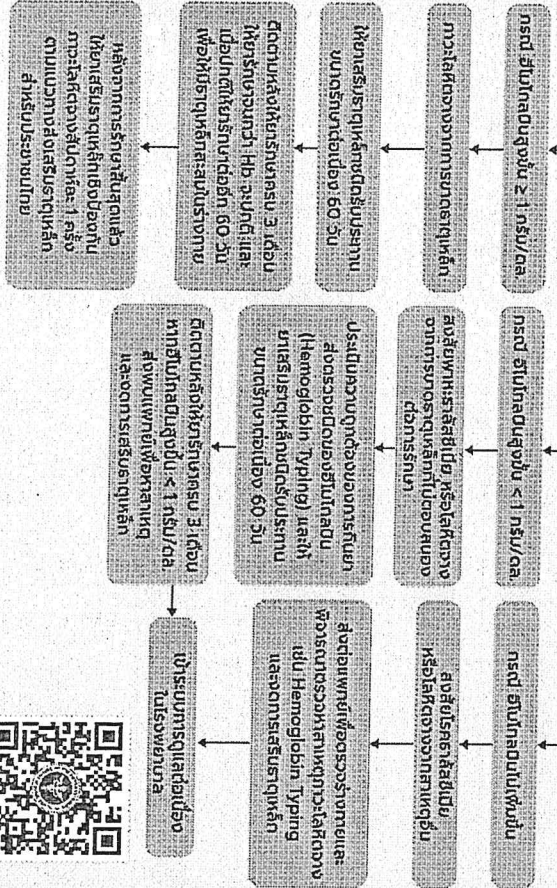 กรณี ฮีโมโกลบินสูงขึ้น ≥ 1 กรัม/ดล.
ภาวะโลหิตจางจากการขาดธาตุเหล็ก
ให้ยาเสริมธาตุเหล็กชนิดรับประทาน
ขนาดรักษาต่อเนื่อง 60 วัน
ติดตามหลังให้ยารักษาครบ 3 เดือน
ให้ยารักษาจนกว่า Hb จะปกติ และ
เมื่อปกติให้ยารักษาต่ออีก 60 วัน
เพื่อให้มีธาตุเหล็กสะสมในร่างกาย
หลังจากการรักษาสิ้นสุดแล้ว
ให้ยาเสริมธาตุเหล็กเพื่อป้องกัน
ภาวะโลหิตจางสัปดาห์ละ 1 ครั้ง
ตามแนวทางส่งเสริมธาตุเหล็ก
สำหรับประชาชนไทย
กรณี ฮีโมโกลบินสูงขึ้น < 1 กรัม/ดล.
สงสัยพาหะธาลัสซีเมีย หรือโลหิตจาง
จากการขาดธาตุเหล็กที่ไม่ตอบสนอง
ต่อการรักษา
ประเมินความถูกต้องของการกินยา
ส่งตรวจชนิดของฮีโมโกลบิน
(Hemoglobin Typing) และให้
ยาเสริมธาตุเหล็กชนิดรับประทาน
ขนาดรักษาต่อเนื่อง 60 วัน
ติดตามหลังให้ยารักษาครบ 3 เดือน
หากฮีโมโกลบินสูงขึ้น < 1 กรัม/ดล.
ส่งพบแพทย์เพื่อหาสาเหตุ
และงดการเสริมธาตุเหล็ก
กรณี ฮีโมโกลบินไม่เพิ่มขึ้น
สงสัยโรคธาลัสซีเมีย
หรือโลหิตจางจากสาเหตุอื่น
ส่งต่อแพทย์เพื่อตรวจร่างกายและ
พิจารณาตรวจหาสาเหตุภาวะโลหิตจาง
เช่น Hemoglobin Typing
และงดการเสริมธาตุเหล็ก
เข้าระบบการดูแลต่อเนื่อง
ในโรงพยาบาล